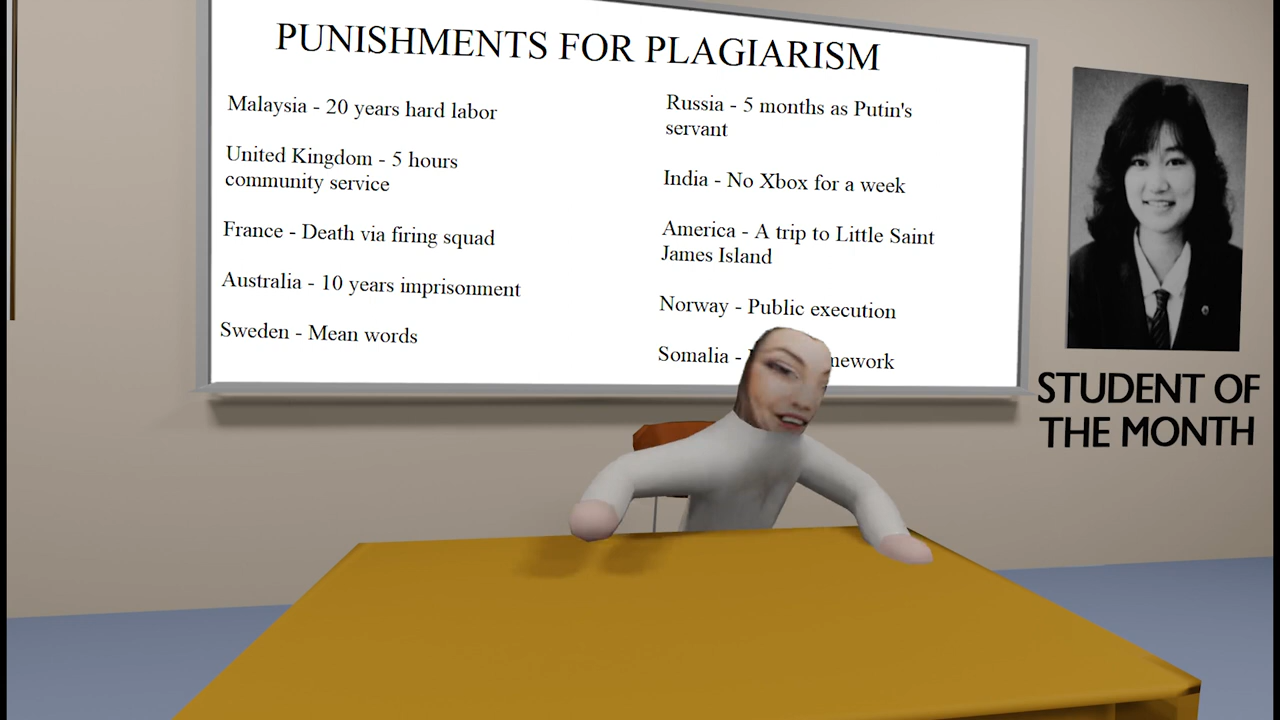 PUNISHMENTS FOR PLAGIARISM
Malaysia - 20 years hard labor
United Kingdom - 5 hours
community service
France - Death via firing squad
Australia - 10 years imprisonment
Sweden - Mean words
Russia - 5 months as Putin's
servant
India - No Xbox for a week
America - A trip to Little Saint
James Island
Norway - Public execution
Somalia -
STUDENT OF
THE MONTH